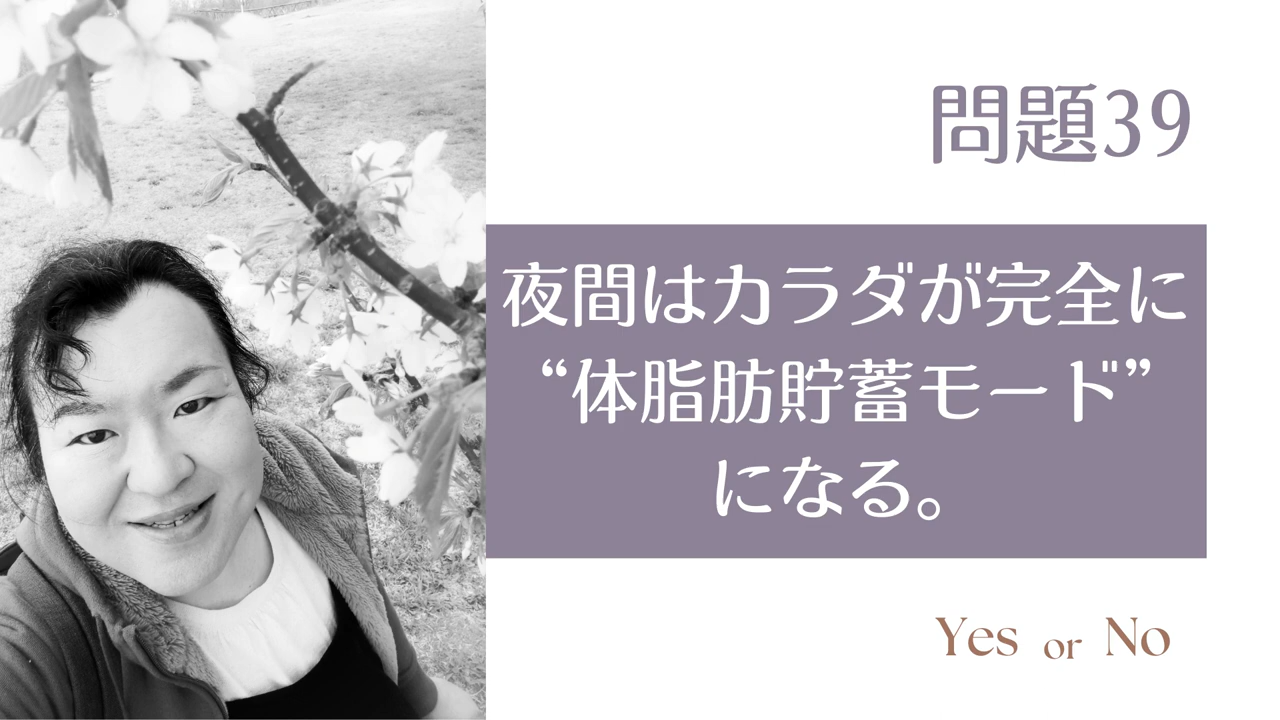 問題39
夜間はカラダが完全に
“体脂肪貯蓄モード”
になる。
Yes or No